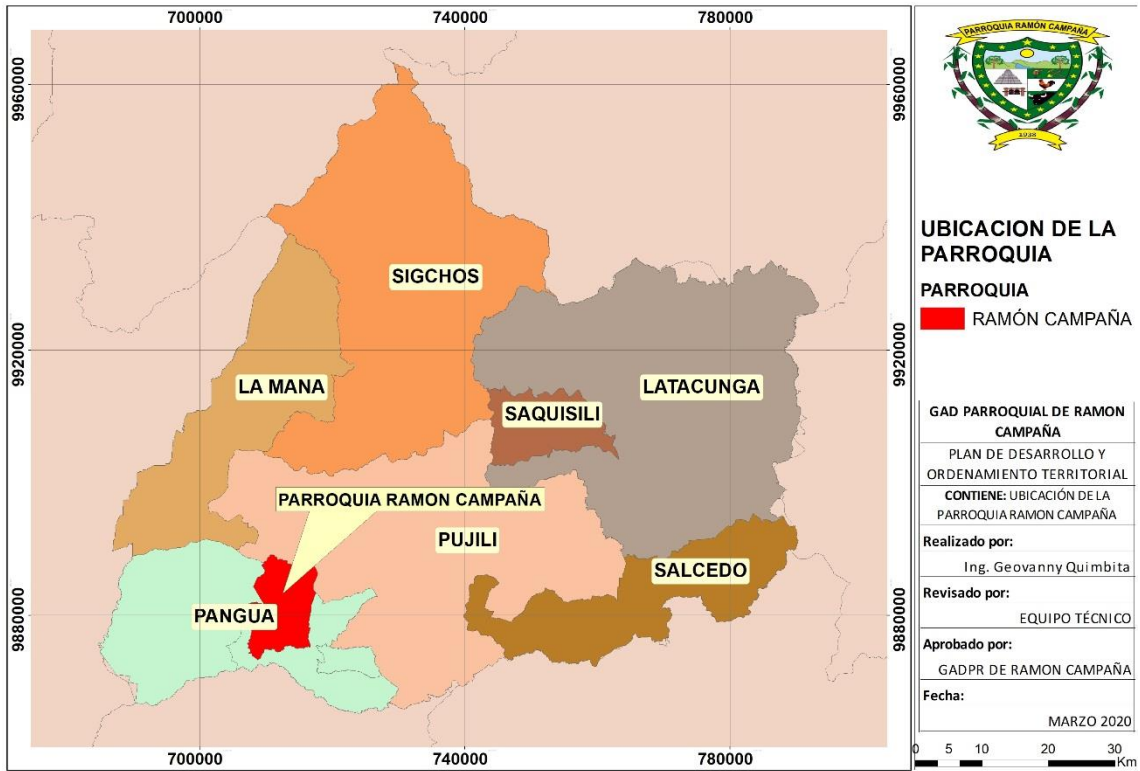 700000
740000
780000
9960000
9920000
9880000
SIGCHOS
LA MANA
LATACUNGA
SAQUISILI
PARROQUIA RAMON CAMPAÑA
PUJILI
SALCEDO
PANGUA
9960000
9920000
9880000
700000
740000
780000
PARROQUIA RAMÓN CAMPAÑA
1938
UBICACION DE LA
PARROQUIA
PARROQUIA
RAMÓN CAMPAÑA
GAD PARROQUIAL DE RAMON
CAMPAÑA
PLAN DE DESARROLLO Y
ORDENAMIENTO TERRITORIAL
CONTIENE: UBICACIÓN DE LA
PARROQUIA RAMON CAMPAÑA
Realizado por:
Ing. Geovanny Quimbita
Revisado por:
EQUIPO TÉCNICO
Aprobado por:
GADPR DE RAMON CAMPAÑA
Fecha:
MARZO 2020
0 5 10 20 30
Km